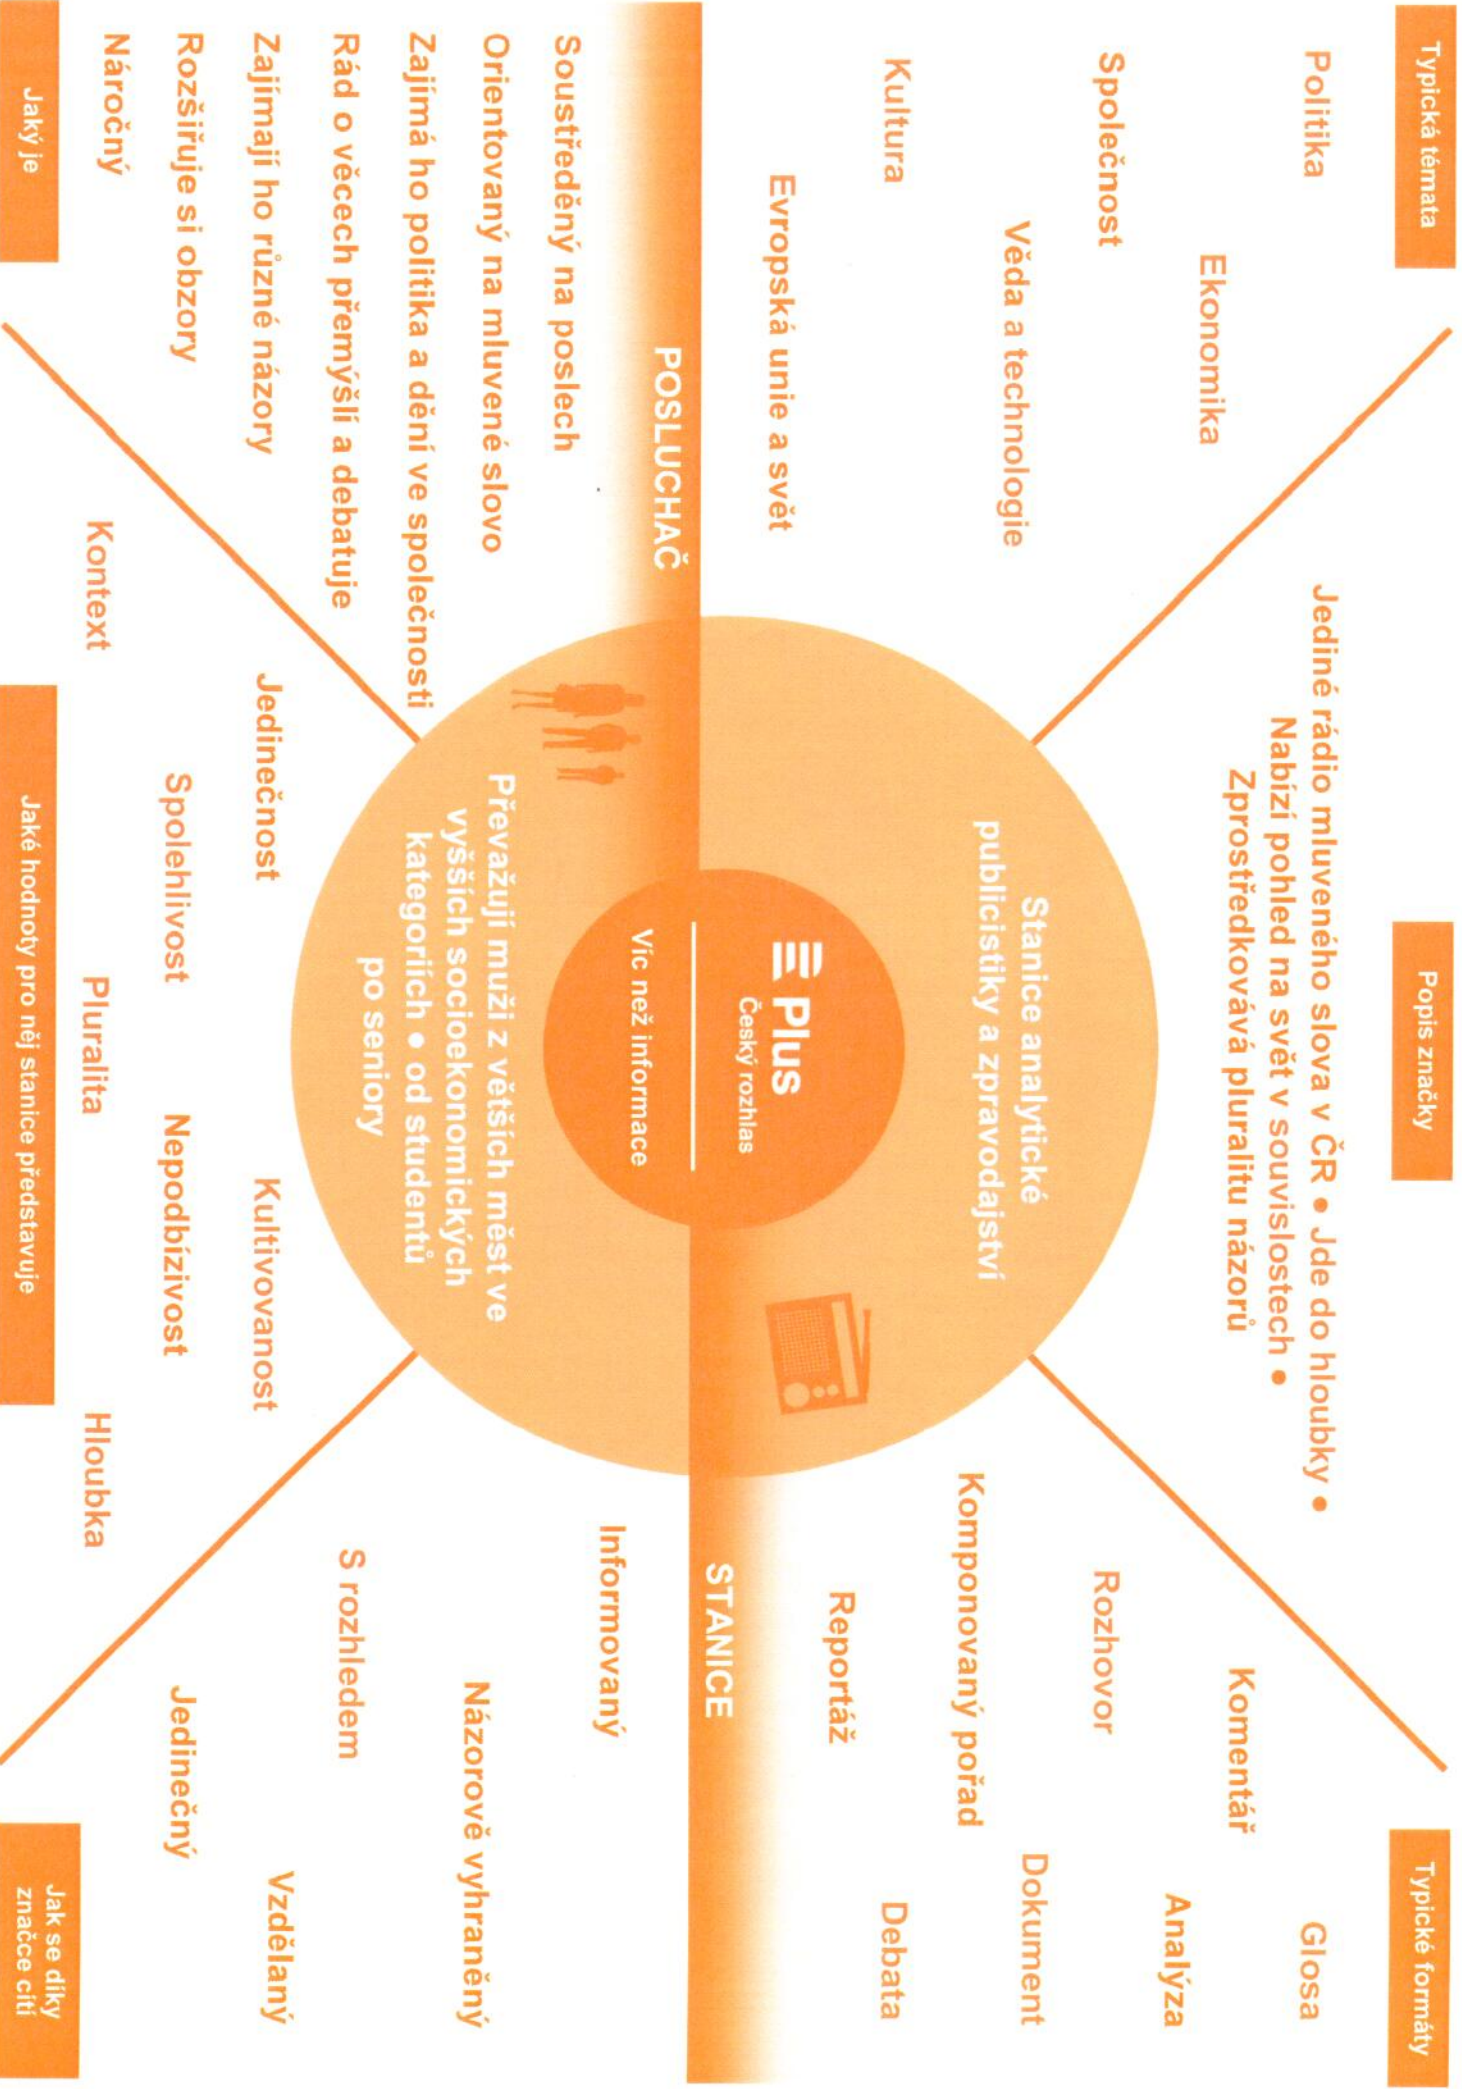 Typická témata
Politika
Ekonomika
Společnost
Věda a technologie
Kultura
Evropská unie a svět
Popis značky
Jediné rádio mluveného slova v ČR • Jde do hloubky •
Nabízí pohled na svět v souvislostech •
Zprostředkovává pluralitu názorů
Typické formáty
Glosa
Komentář
Analýza
Rozhovor
Dokument
Komponovaný pořad
Debata
Reportáž
Stanice analytické
publicistiky a zpravodajství
Plus
Český rozhlas
Víc než informace
STANICE
POSLUCHAČ
Převažují muži z větších měst ve
vyšších socioekonomických
kategoriích • od studentů
po seniory
Soustředěný na poslech
Orientovaný na mluvené slovo
Zajímá ho politika a dění ve společnosti
Rád o věcech přemýšlí a debatuje
Zajímají ho různé názory
Rozšiřuje si obzory
Náročný
Jaký je
Jedinečnost
Kultivovanost
Spolehlivost
Nepodbízivost
Kontext
Pluralita
Hloubka
Jaké hodnoty pro něj stanice představuje
Informovaný
Názorově vyhraněný
S rozhledem
Vzdělaný
Jedinečný
Jak se díky
značce cítí